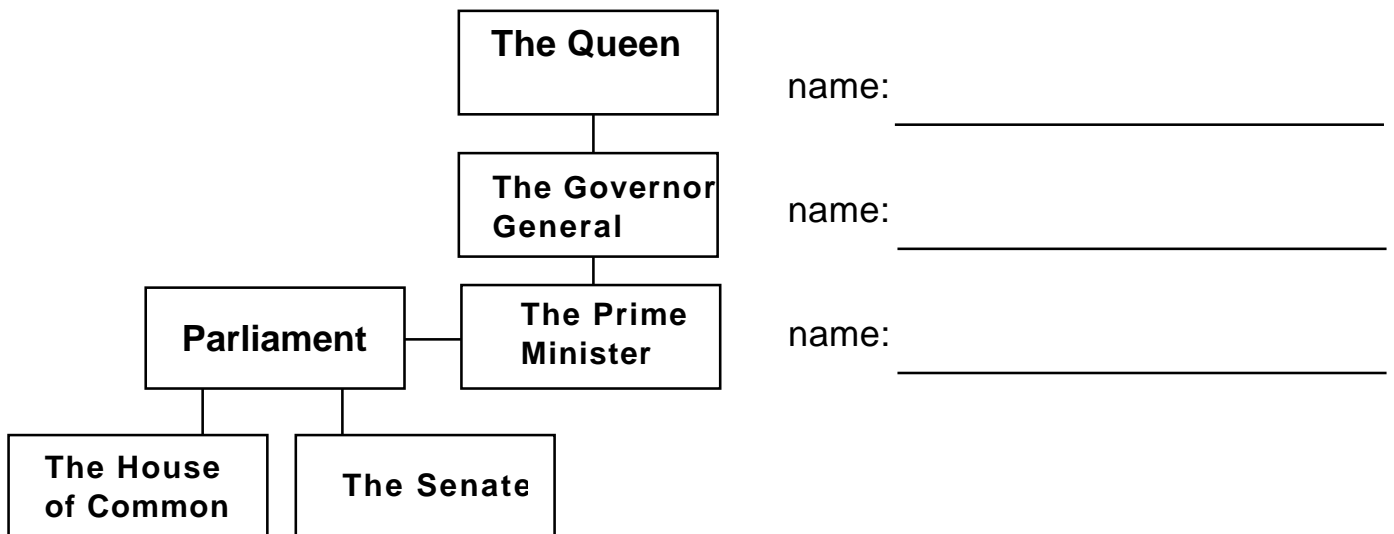 The Queen
name:
The Governor
General
name:
The Prime
Minister
name:
Parliament
The House
of Common
The Senate